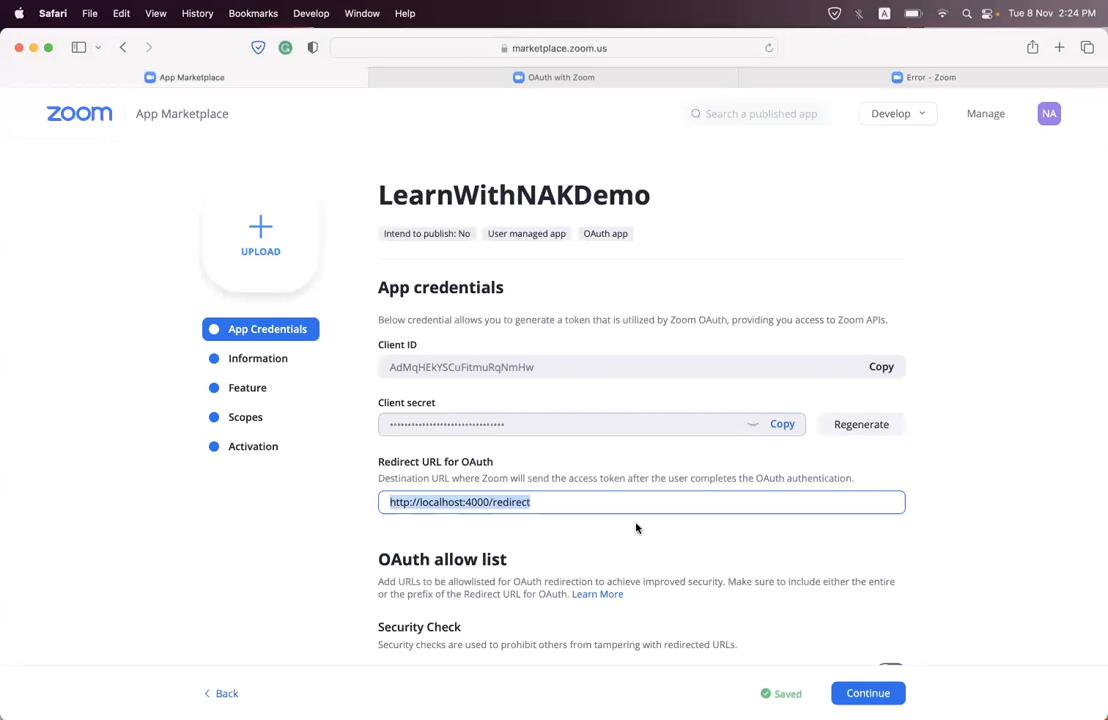 Safari File Edit View History Bookmarks Develop Window Help A Tue 8 Nov 2:24 PM
marketplace.zoom.us
App Marketplace OAuth with Zoom Error - Zoom
zoom App Marketplace Search a published app Develop Manage NA
LearnWithNAKDemo
UPLOAD
Intend to publish: No User managed app OAuth app
App credentials
Below credential allows you to generate a token that is utilized by Zoom OAuth, providing you access to Zoom APIs.
App Credentials
Information
Feature
Scopes
Activation
Client ID
AdMqHEkYSCuFitmuRqNmHw Copy
Client secret
•••••••••••••••••••••••••••••••• Copy Regenerate
Redirect URL for OAuth
Destination URL where Zoom will send the access token after the user completes the OAuth authentication.
http://localhost:4000/redirect
OAuth allow list
Add URLs to be allowlisted for OAuth redirection to achieve improved security. Make sure to include either the entire
or the prefix of the Redirect URL for OAuth. Learn More
Security Check
Security checks are used to prohibit others from tampering with redirected URLs.
Back Saved Continue